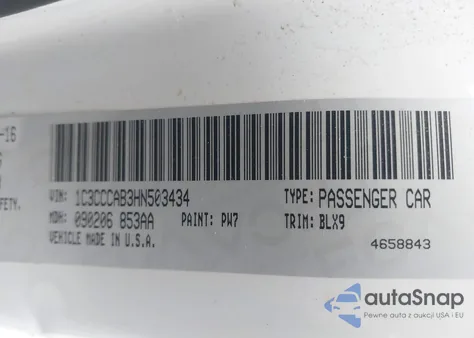 -16
FETY.
VIN: 1C3CCCAB3HN503434
TYPE: PASSENGER CAR
MDH: 090206 853AA
PAINT: PW7
TRIM: BLX9
VEHICLE MADE IN U.S.A.
4658843
autoSnap
Pewne auta z aukcji USA i EU